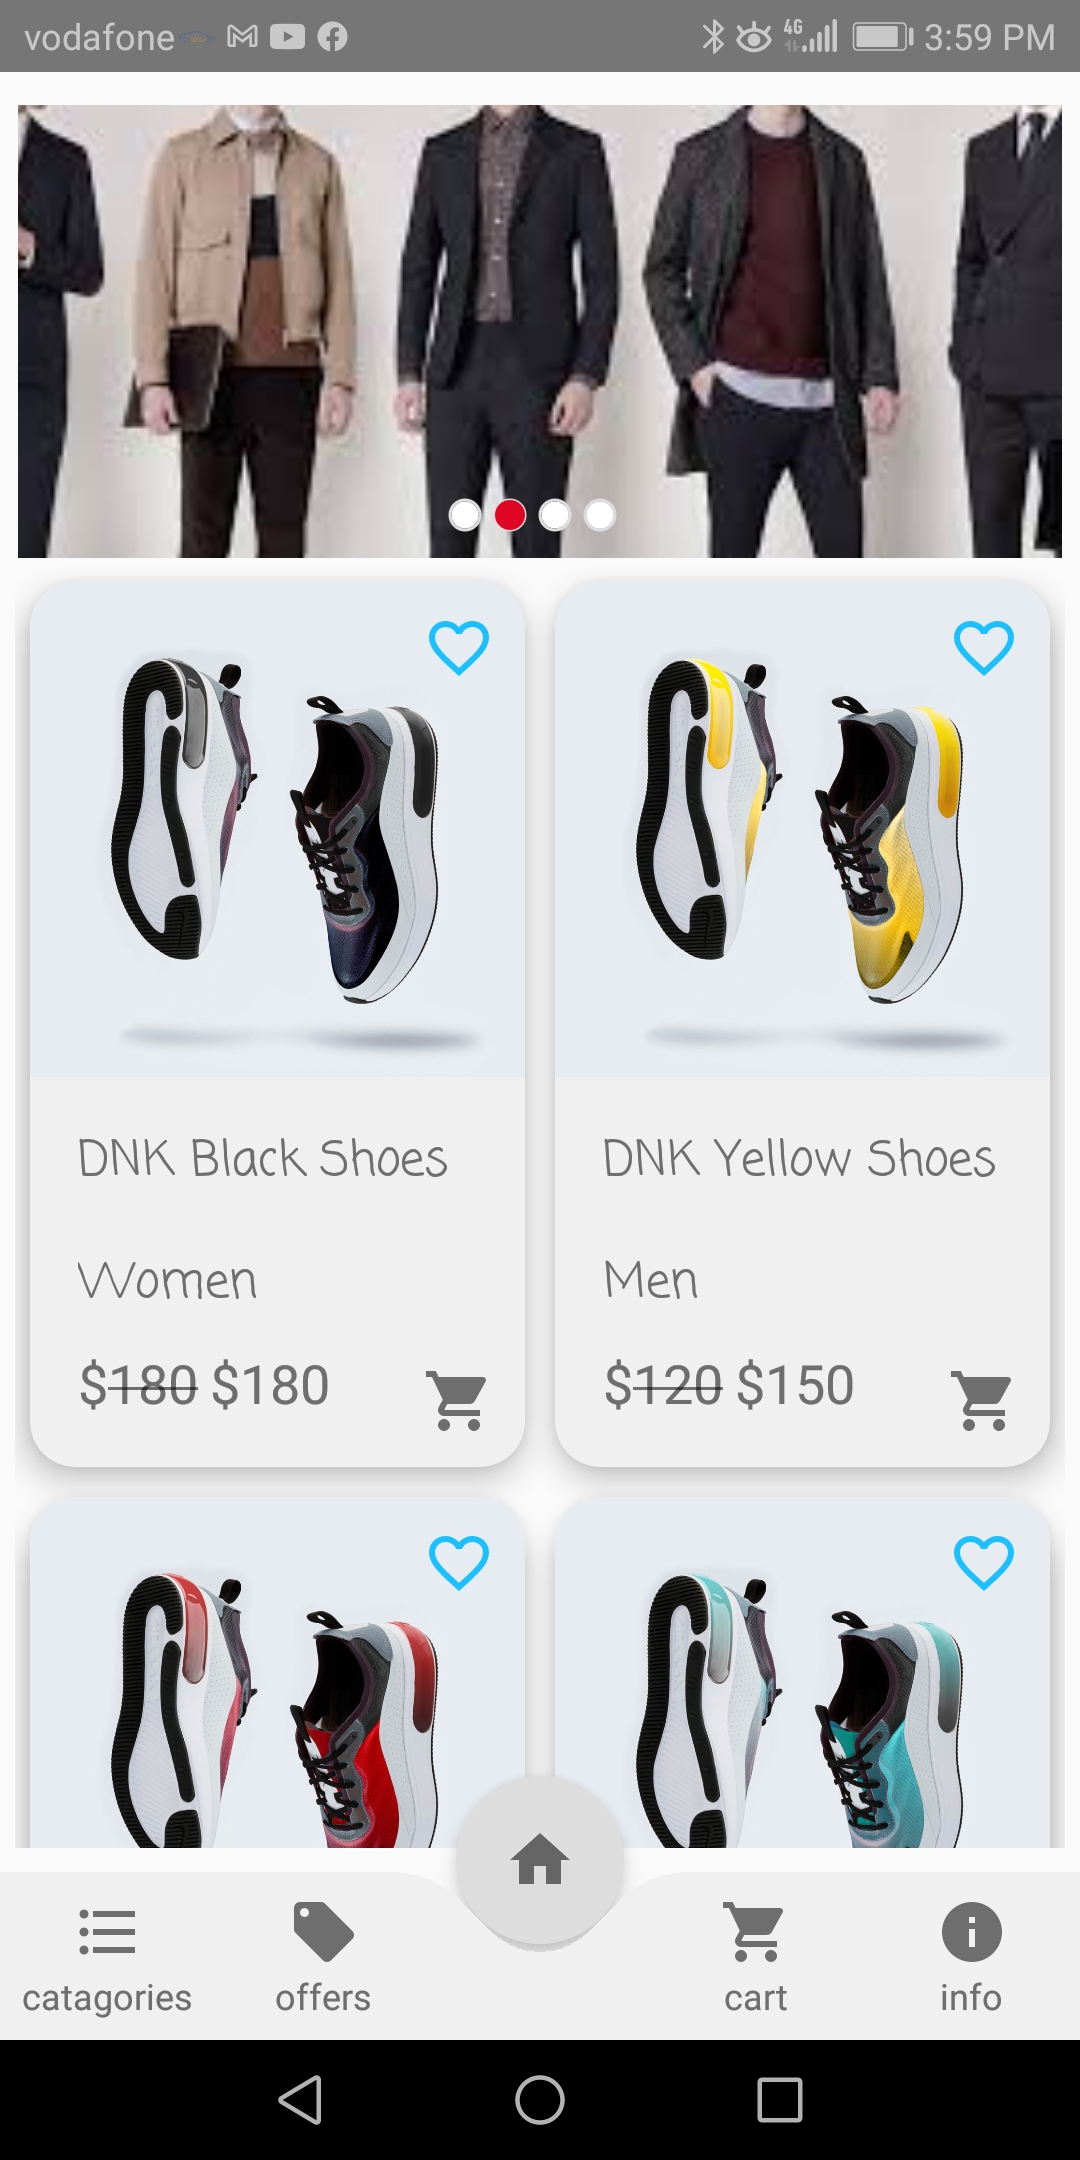 vodafone 4G 3:59 PM
DNK Black Shoes
Women
$180 $180
DNK Yellow Shoes
Men
$120 $150
catagories
offers
cart
info